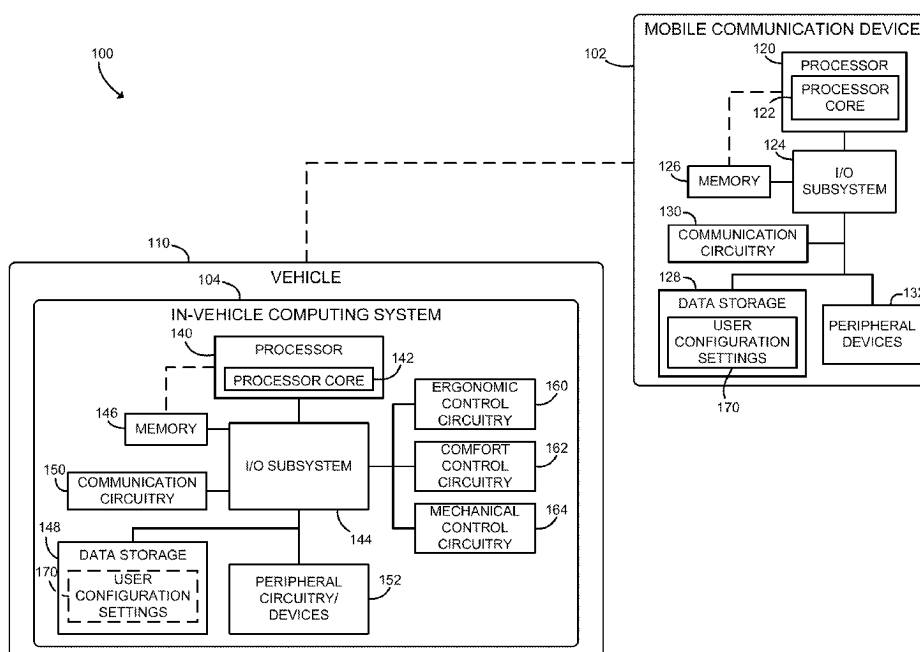 MOBILE COMMUNICATION DEVICE
100
102
120
PROCESSOR
PROCESSOR
CORE
122
124
I/O
SUBSYSTEM
126
MEMORY
130
COMMUNICATION
CIRCUITRY
128
DATA STORAGE
USER
CONFIGURATION
SETTINGS
170
132
PERIPHERAL
DEVICES
110
VEHICLE
104
IN-VEHICLE COMPUTING SYSTEM
140
PROCESSOR
142
PROCESSOR CORE
146
MEMORY
I/O SUBSYSTEM
144
150
COMMUNICATION
CIRCUITRY
ERGONOMIC
CONTROL
CIRCUITRY
160
COMFORT
CONTROL
CIRCUITRY
162
MECHANICAL
CONTROL
CIRCUITRY
164
148
DATA STORAGE
170
USER
CONFIGURATION
SETTINGS
PERIPHERAL
CIRCUITRY/
DEVICES
152